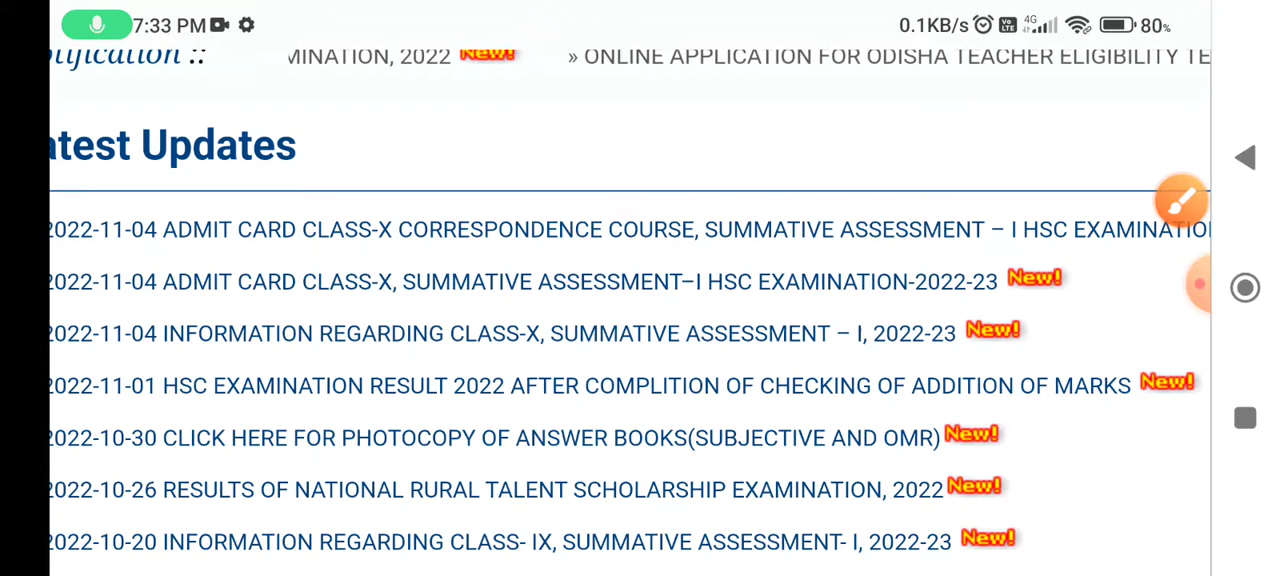 7:33 PM 0.1KB/s Vo LTE 4G 80%
:: MINATION, 2022 New! » ONLINE APPLICATION FOR ODISHA TEACHER ELIGIBILITY TE
atest Updates
2022-11-04 ADMIT CARD CLASS-X CORRESPONDENCE COURSE, SUMMATIVE ASSESSMENT – I HSC EXAMINATIO
2022-11-04 ADMIT CARD CLASS-X, SUMMATIVE ASSESSMENT–I HSC EXAMINATION-2022-23 New!
2022-11-04 INFORMATION REGARDING CLASS-X, SUMMATIVE ASSESSMENT – I, 2022-23 New!
2022-11-01 HSC EXAMINATION RESULT 2022 AFTER COMPLITION OF CHECKING OF ADDITION OF MARKS New!
2022-10-30 CLICK HERE FOR PHOTOCOPY OF ANSWER BOOKS(SUBJECTIVE AND OMR) New!
2022-10-26 RESULTS OF NATIONAL RURAL TALENT SCHOLARSHIP EXAMINATION, 2022 New!
2022-10-20 INFORMATION REGARDING CLASS- IX, SUMMATIVE ASSESSMENT- I, 2022-23 New!